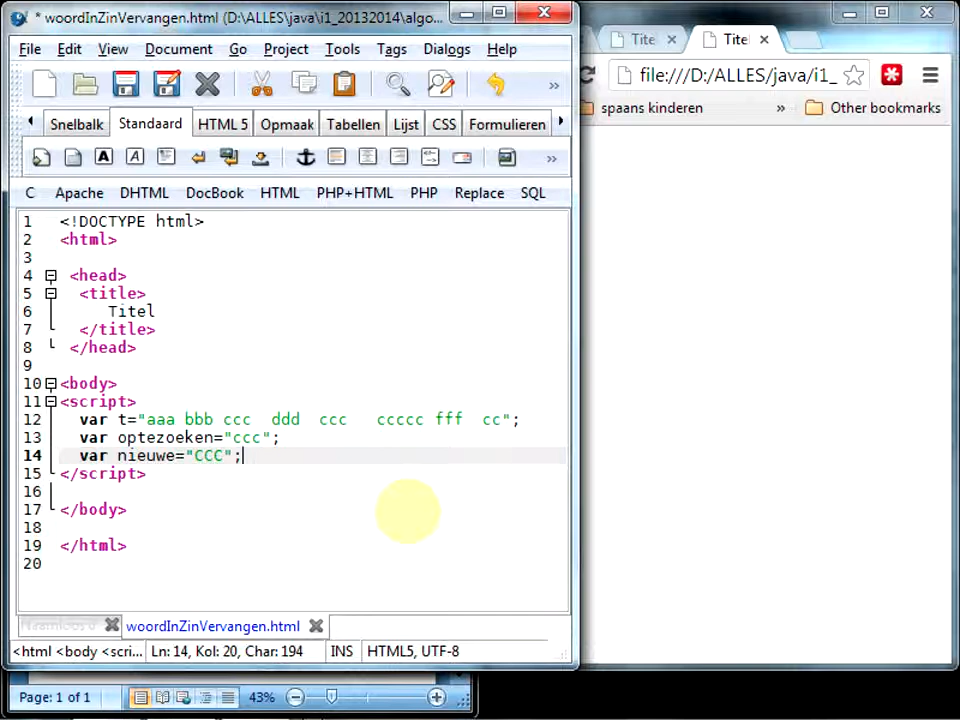 * woordInZinVervangen.html (D:\ALLES\java\i1_20132014\algo...
File Edit View Document Go Project Tools Tags Dialogs Help
Snelbalk Standaard HTML 5 Opmaak Tabellen Lijst CSS Formulieren
C Apache DHTML DocBook HTML PHP+HTML PHP Replace SQL
1 <!DOCTYPE html>
2 <html>
3
4 <head>
5 <title>
6 Titel
7 </title>
8 </head>
9
10 <body>
11 <script>
12 var t="aaa bbb ccc  ddd  ccc   ccccc fff  cc";
13 var optezoeken="ccc";
14 var nieuwe="CCC";
15 </script>
16
17 </body>
18
19 </html>
20
woordInZinVervangen.html
<html <body <scri... Ln: 14, Kol: 20, Char: 194 INS HTML5, UTF-8
Page: 1 of 1 43%
Tite Tite
file:///D:/ALLES/java/i1_
spaans kinderen » Other bookmarks